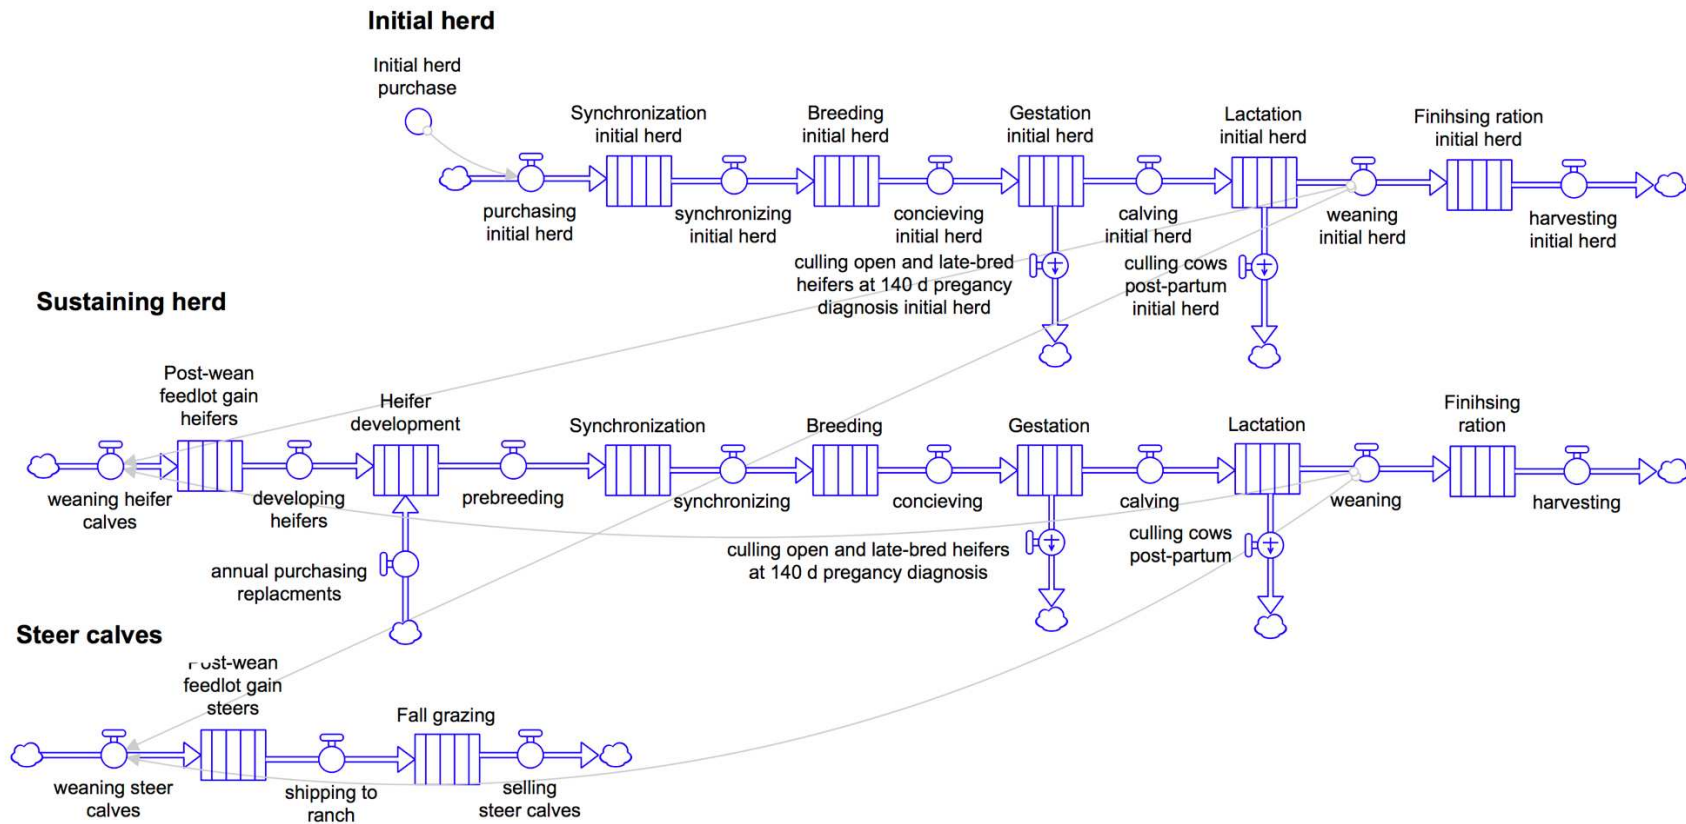 Initial herd
Initial herd
purchase
Synchronization
initial herd
Breeding
initial herd
Gestation
initial herd
Lactation
initial herd
Finihsing ration
initial herd
purchasing
initial herd
synchronizing
initial herd
concieving
initial herd
calving
initial herd
weaning
initial herd
harvesting
initial herd
culling open and late-bred
heifers at 140 d pregancy
diagnosis initial herd
culling cows
post-partum
initial herd
Sustaining herd
Post-wean
feedlot gain
heifers
Heifer
development
Synchronization
Breeding
Gestation
Lactation
Finihsing
ration
weaning heifer
calves
developing
heifers
prebreeding
synchronizing
concieving
calving
weaning
harvesting
annual purchasing
replacments
culling open and late-bred heifers
at 140 d pregancy diagnosis
culling cows
post-partum
Steer calves
Post-wean
feedlot gain
steers
Fall grazing
weaning steer
calves
shipping to
ranch
selling
steer calves